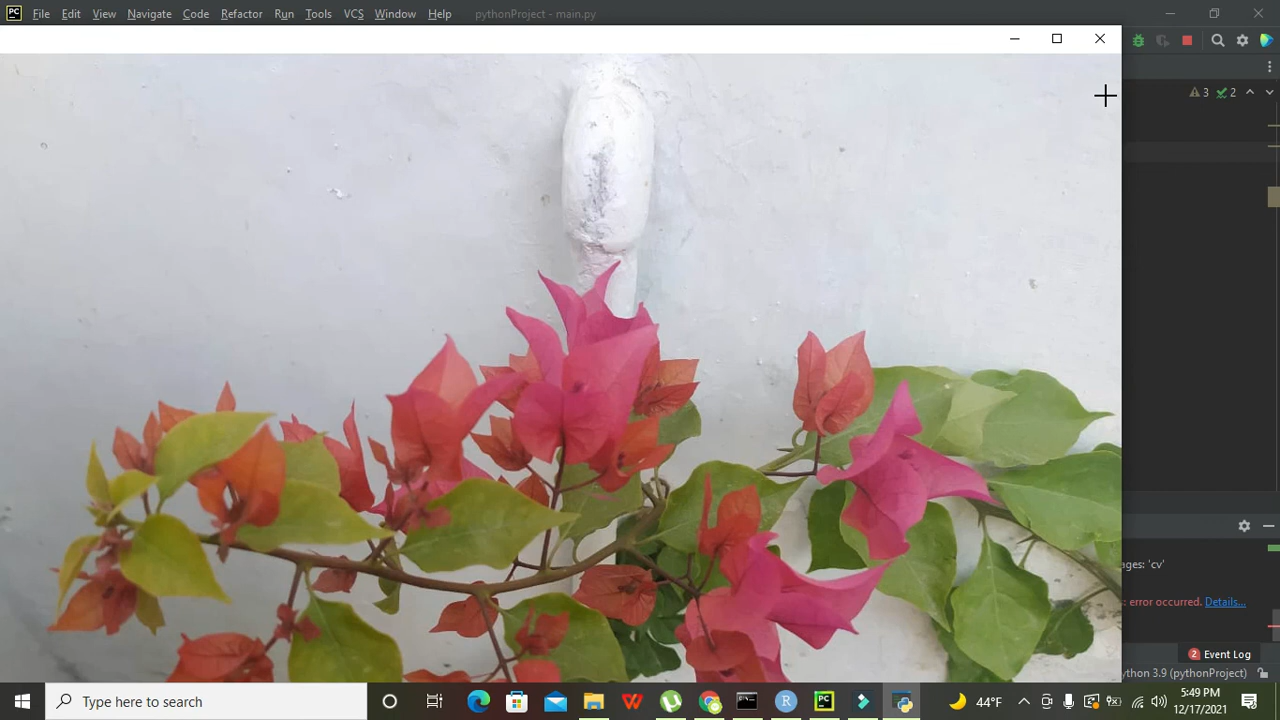 PC File Edit View Navigate Code Refactor Run Tools VCS Window Help pythonProject - main.py
3 2
ages: 'cv'
: error occurred. Details...
2 Event Log
ython 3.9 (pythonProject)
Type here to search
W R PC 44°F 5:49 PM
12/17/2021